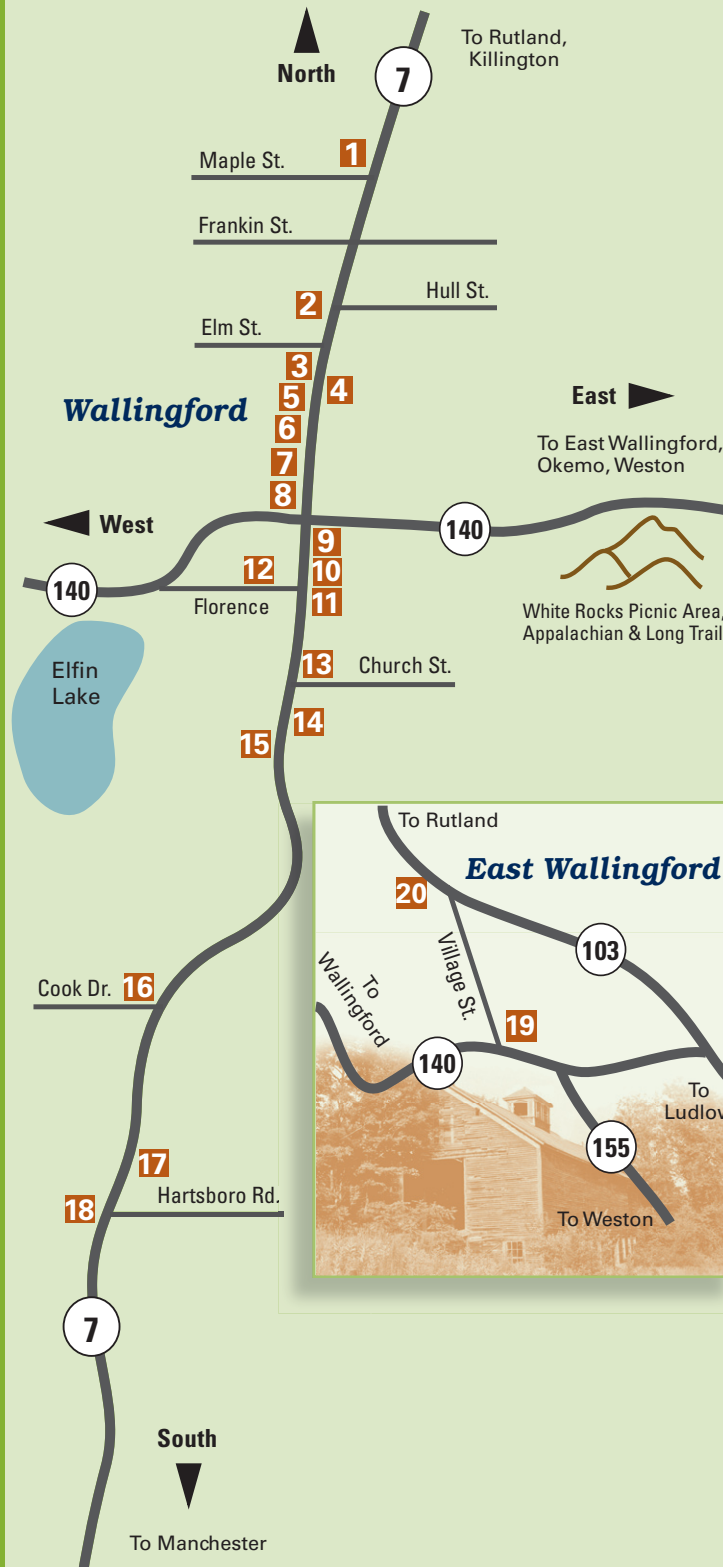 To Rutland,
Killington
North
7
1
Maple St.
Frankin St.
2
Hull St.
Elm St.
3
4
5
Wallingford
6
7
8
East
To East Wallingford,
Okemo, Weston
West
140
9
10
11
12
140
Florence
White Rocks Picnic Area,
Appalachian & Long Trail
Elfin
Lake
13
Church St.
14
15
To Rutland
East Wallingford
20
103
Village St.
To
Wallingford
19
140
To
Ludlow
155
To Weston
Cook Dr.
16
17
18
Hartsboro Rd.
7
South
To Manchester